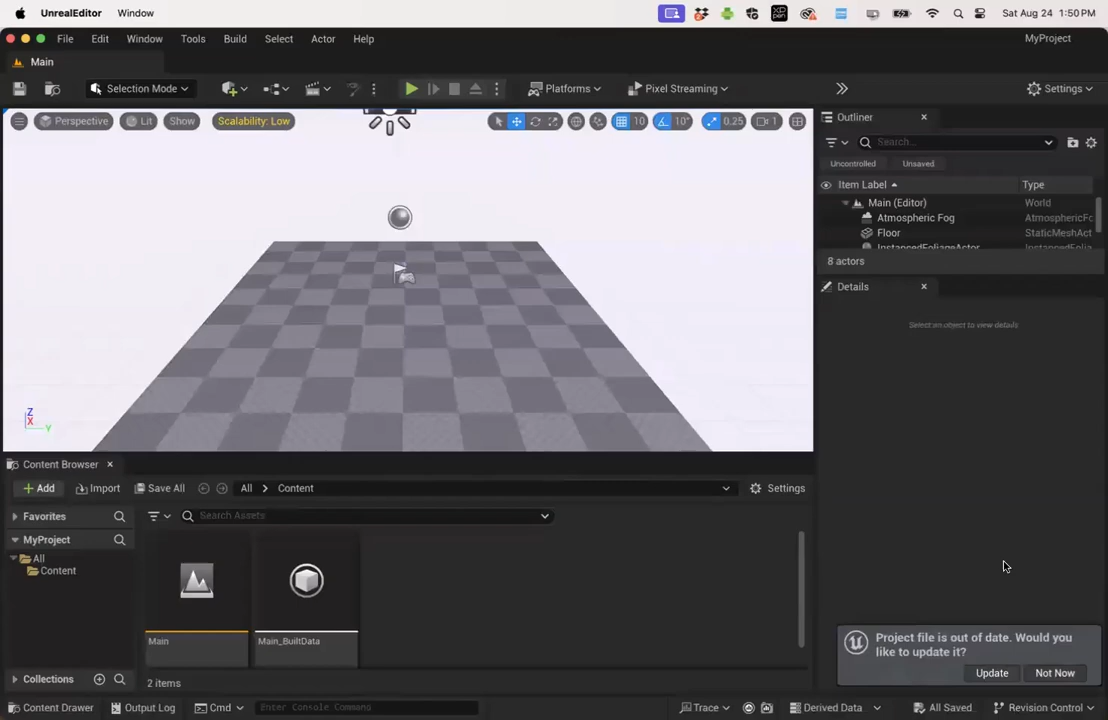 UnrealEditor Window Sat Aug 24 1:50PM
File Edit Window Tools Build Select Actor Help MyProject
Main
Selection Mode Platforms Pixel Streaming Settings
Perspective Lit Show Scalability: Low 10 10° 0.25 1
Outliner
Search...
Uncontrolled Unsaved
Item Label Type
Main (Editor) World
Atmospheric Fog AtmosphericFo
Floor StaticMeshAct
InstancedFoliageActor InstancedFolia
8 actors
Details
Select an object to view details
Z
X
Y
Content Browser
Add Import Save All All Content Settings
Favorites Search Assets
MyProject
All
Content
Main Main_BuiltData
Collections 2 items
Project file is out of date. Would you
like to update it?
Update Not Now
Content Drawer Output Log Cmd Enter Console Command Trace Derived Data All Saved Revision Control